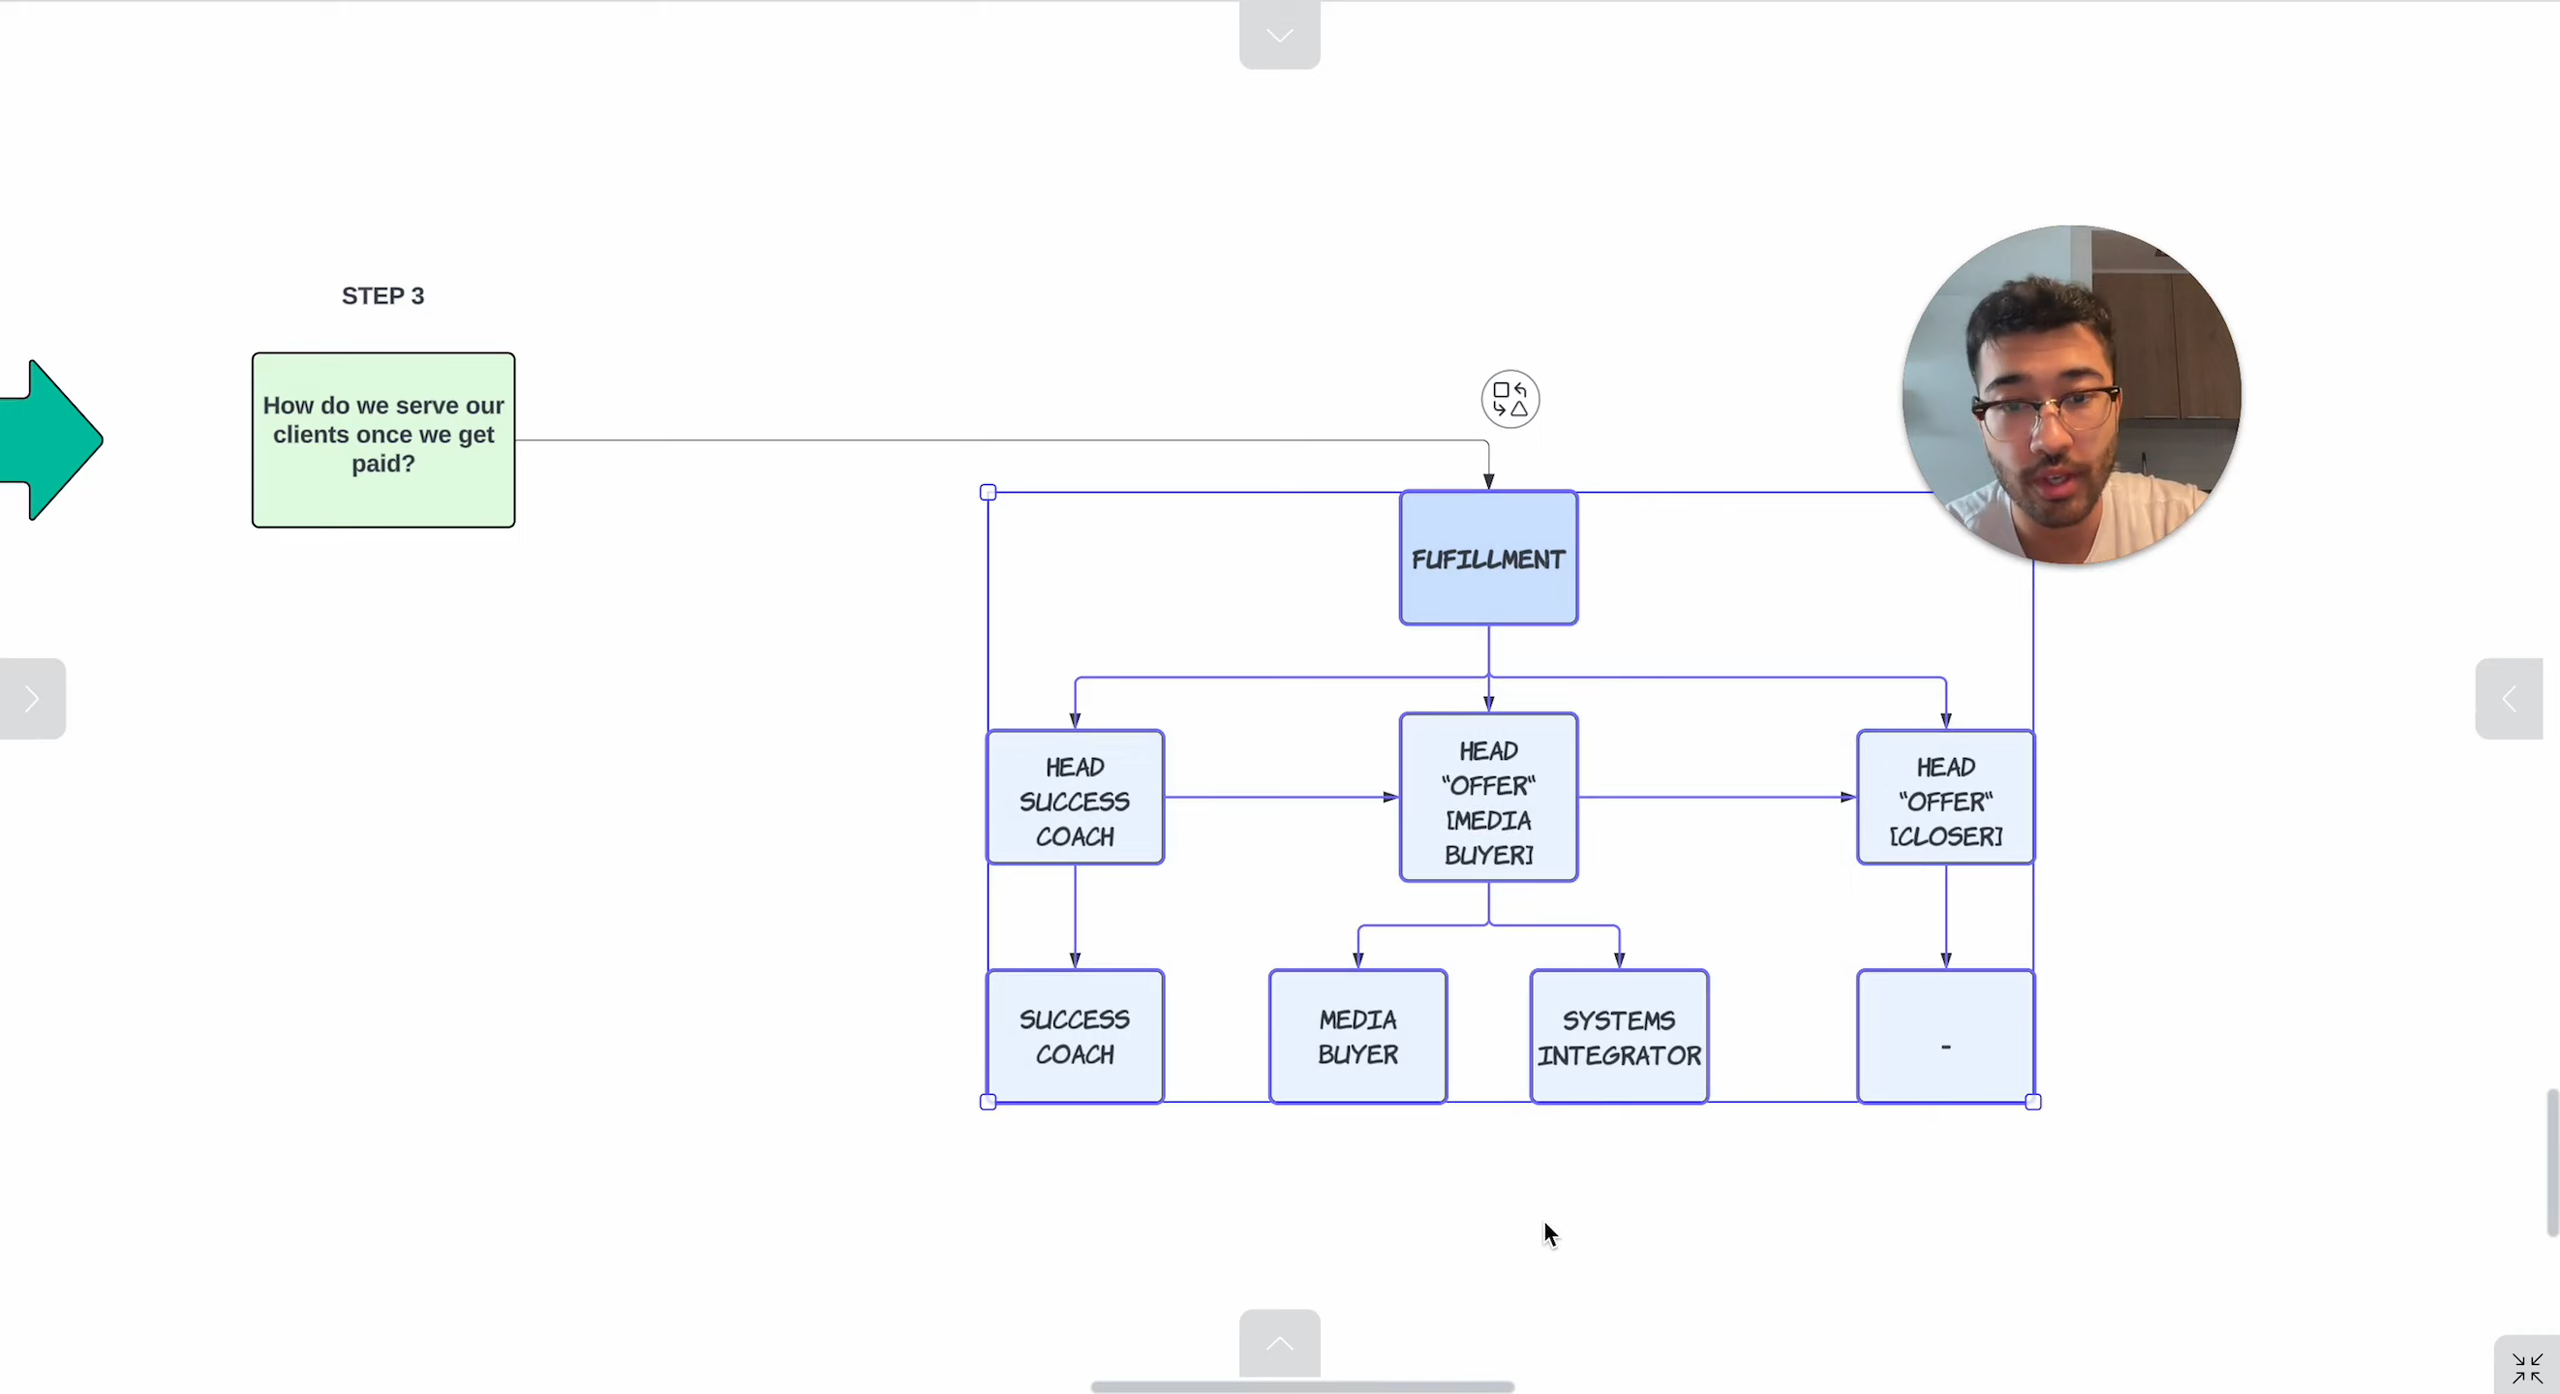 STEP 3
How do we serve our
clients once we get
paid?
FUFILLMENT
HEAD
SUCCESS
COACH
HEAD
"OFFER"
[MEDIA
BUYER]
HEAD
"OFFER"
[CLOSER]
SUCCESS
COACH
MEDIA
BUYER
SYSTEMS
INTEGRATOR
-